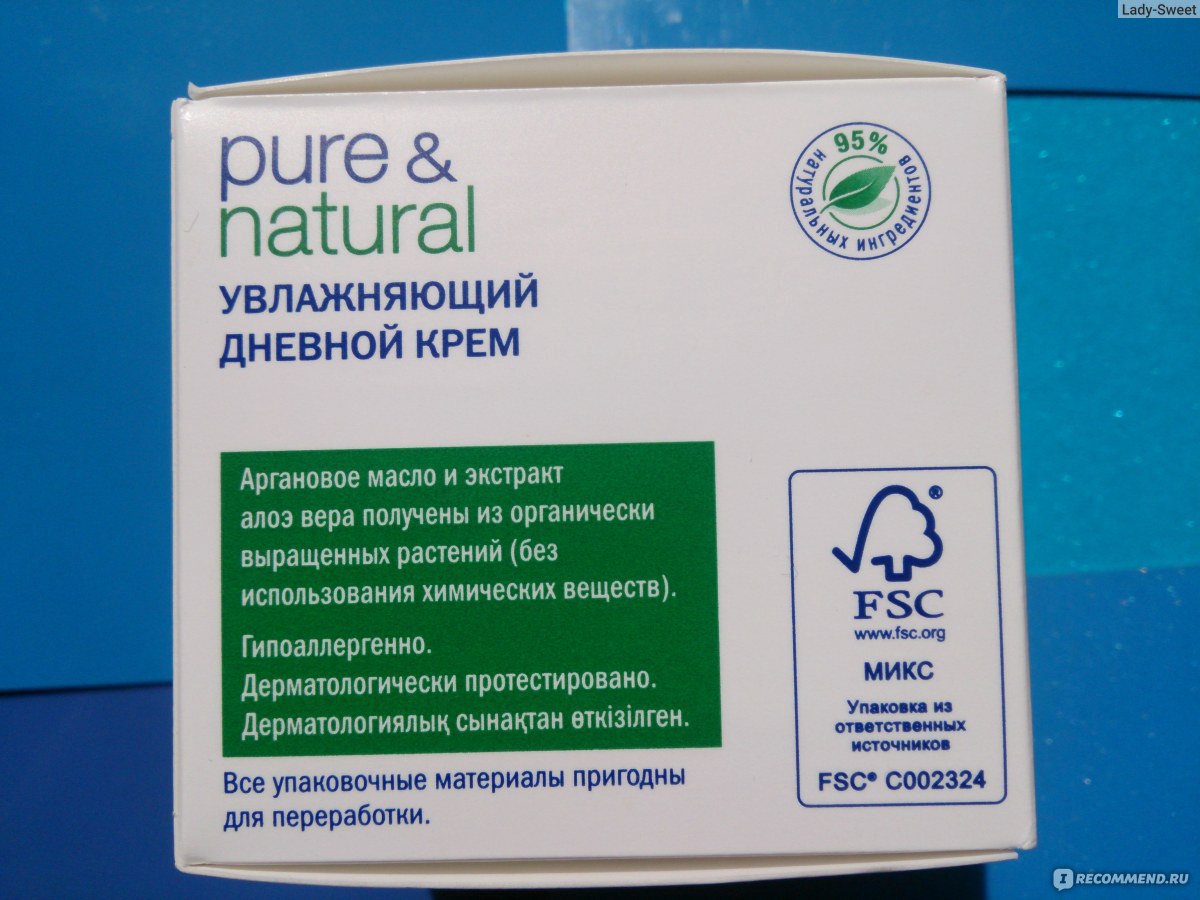 Lady-Sweet
pure &
natural
УВЛАЖНЯЮЩИЙ
ДНЕВНОЙ КРЕМ
95%
натуральных ингредиентов
Аргановое масло и экстракт
алоэ вера получены из органически
выращенных растений (без
использования химических веществ).
Гипоаллергенно.
Дерматологически протестировано.
Дерматологиялық сынақтан өткізілген.
Все упаковочные материалы пригодны
для переработки.
®
FSC
www.fsc.org
МИКС
Упаковка из
ответственных
источников
FSC® C002324
IRECOMMEND.RU